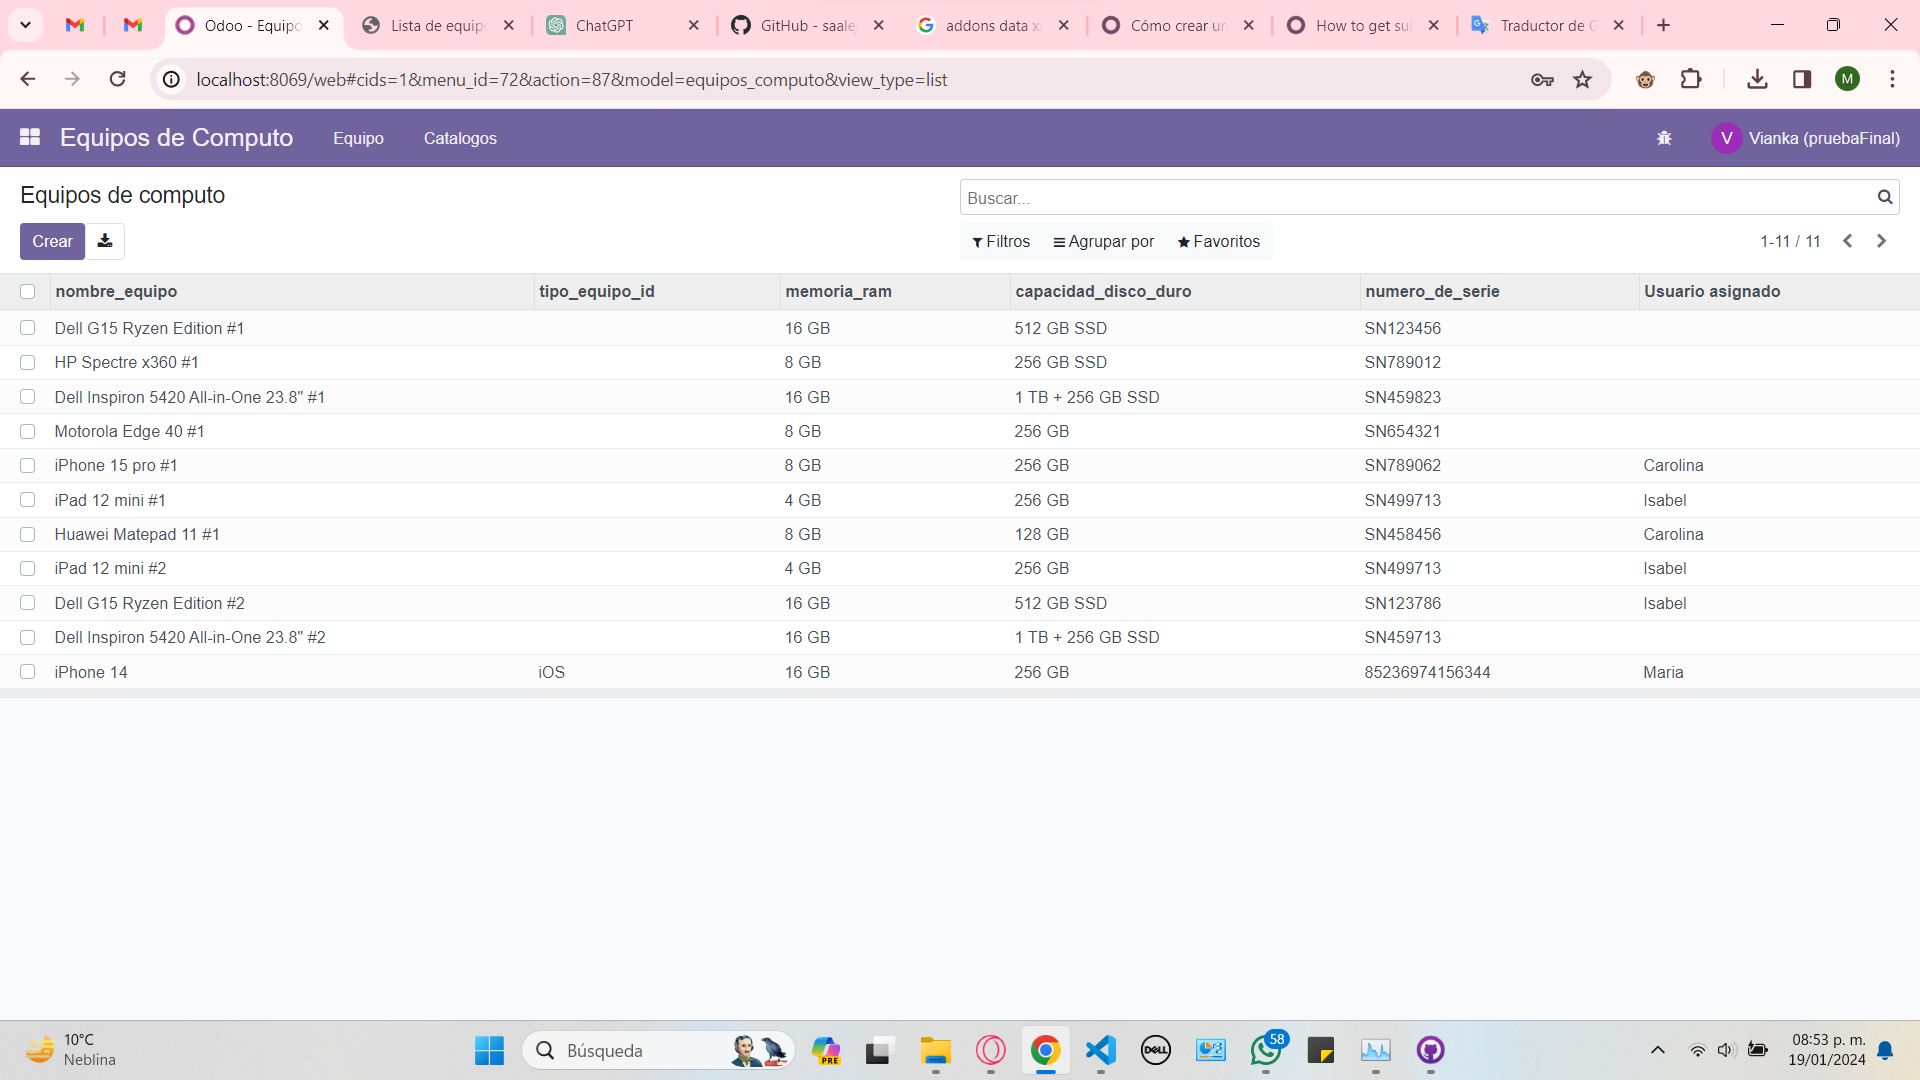 Odoo - Equipo
Lista de equipo
ChatGPT
GitHub - saale
addons data x
Cómo crear un
How to get su
Traductor de G
localhost:8069/web#cids=1&menu_id=72&action=87&model=equipos_computo&view_type=list
M
Equipos de Computo
Equipo
Catalogos
V
Vianka (pruebaFinal)
Equipos de computo
Buscar...
Crear
Filtros
Agrupar por
Favoritos
1-11 / 11
nombre_equipo tipo_equipo_id memoria_ram capacidad_disco_duro numero_de_serie Usuario asignado
Dell G15 Ryzen Edition #1 16 GB 512 GB SSD SN123456
HP Spectre x360 #1 8 GB 256 GB SSD SN789012
Dell Inspiron 5420 All-in-One 23.8" #1 16 GB 1 TB + 256 GB SSD SN459823
Motorola Edge 40 #1 8 GB 256 GB SN654321
iPhone 15 pro #1 8 GB 256 GB SN789062 Carolina
iPad 12 mini #1 4 GB 256 GB SN499713 Isabel
Huawei Matepad 11 #1 8 GB 128 GB SN458456 Carolina
iPad 12 mini #2 4 GB 256 GB SN499713 Isabel
Dell G15 Ryzen Edition #2 16 GB 512 GB SSD SN123786 Isabel
Dell Inspiron 5420 All-in-One 23.8" #2 16 GB 1 TB + 256 GB SSD SN459713
iPhone 14 iOS 16 GB 256 GB 85236974156344 Maria
10°C
Neblina
Búsqueda
PRE
DELL
58
08:53 p. m.
19/01/2024